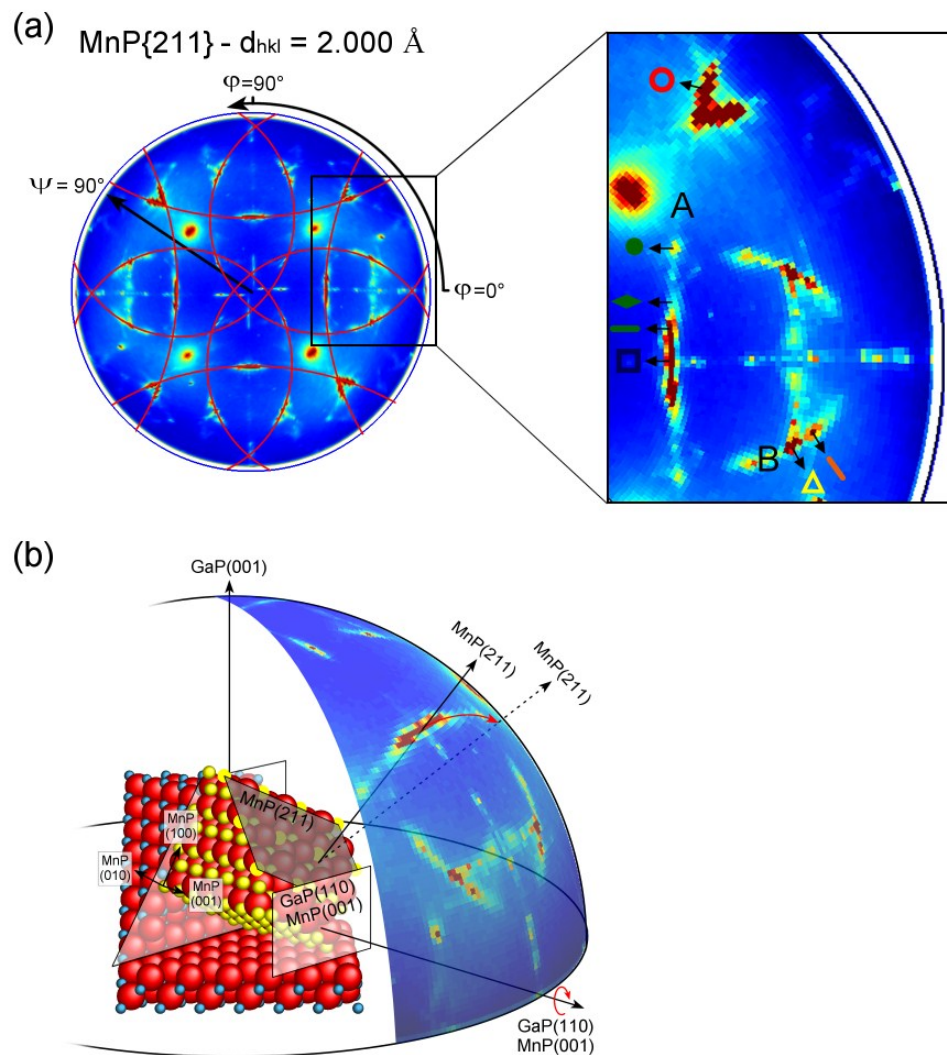 (a)
MnP{211} - dhkl = 2.000 Å
φ=90°
Ψ = 90°
φ=0°
A
B
(b)
GaP(001)
MnP(211)
MnP(211)
MnP(211)
MnP
(100)
MnP
(010)
MnP
(001)
GaP(110)
MnP(001)
GaP(110)
MnP(001)